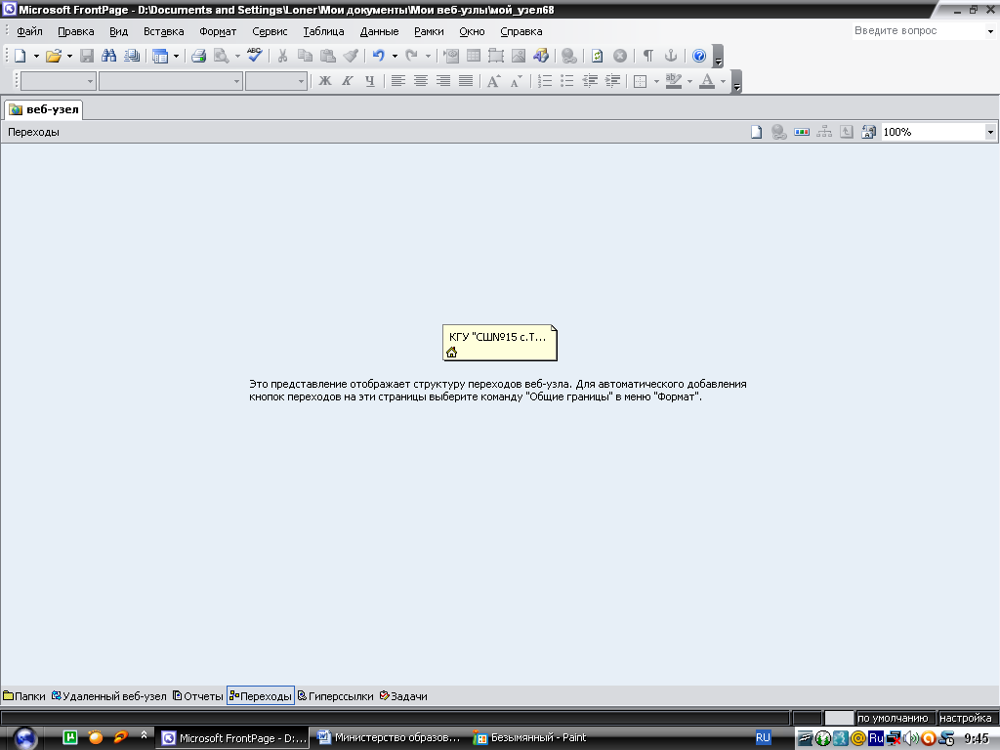 Microsoft FrontPage - D:\Documents and Settings\Loner\Мои документы\Мои веб-узлы\мой_узел68
Файл Правка Вид Вставка Формат Сервис Таблица Данные Рамки Окно Справка
Введите вопрос
Ж К Ч
веб-узел
Переходы
100%
КГУ "СШ№15 с.Т...
Это представление отображает структуру переходов веб-узла. Для автоматического добавления
кнопок переходов на эти страницы выберите команду "Общие границы" в меню "Формат".
Папки Удаленный веб-узел Отчеты Переходы Гиперссылки Задачи
по умолчанию настройка
Microsoft FrontPage - D:... Министерство образов... Безымянный - Paint RU Ru 9:45